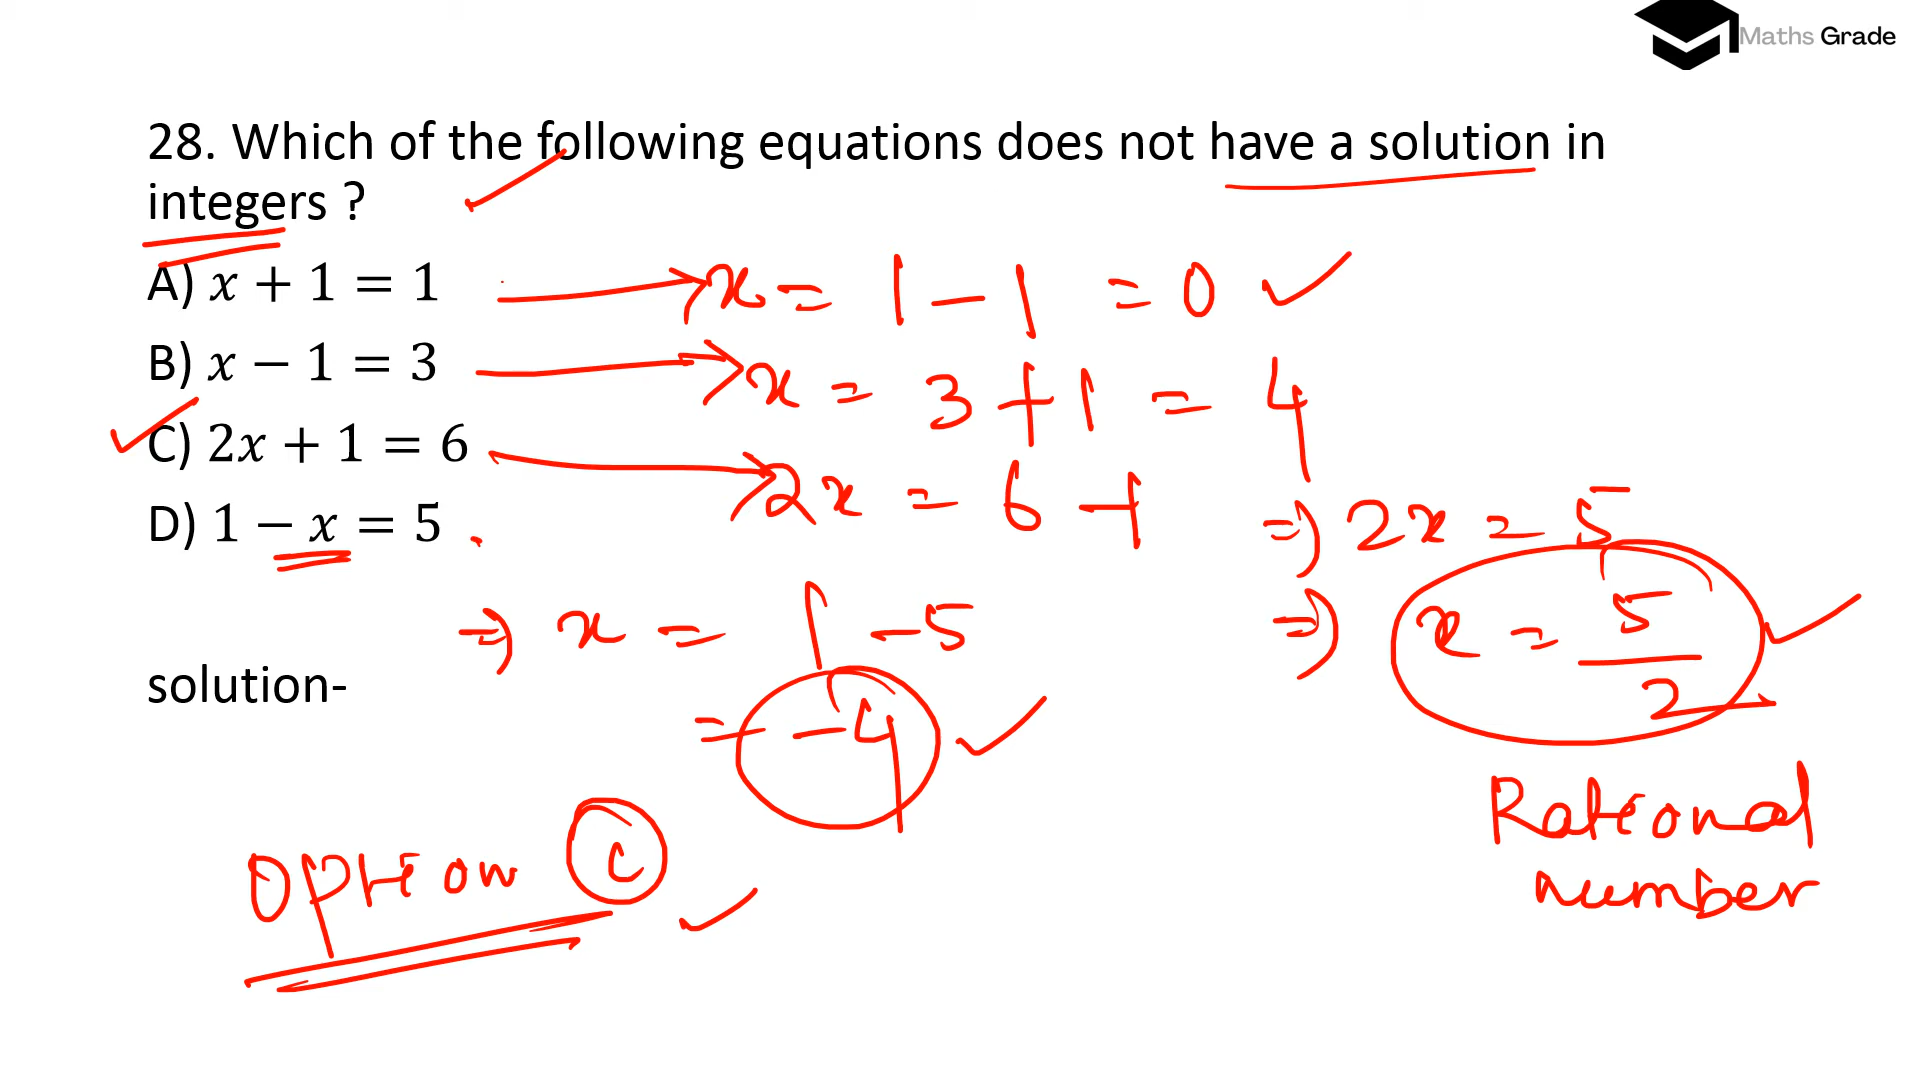 Maths Grade
28. Which of the following equations does not have a solution in
integers ?
A) x + 1 = 1
x = 1 - 1 = 0
B) x − 1 = 3
x = 3 + 1 = 4
C) 2x + 1 = 6
2x = 6 - 1
⇒ 2x = 5
D) 1 − x = 5
⇒ x = 1 - 5
⇒ x = 5/2
solution-
= - 4
Rational
number
Option C